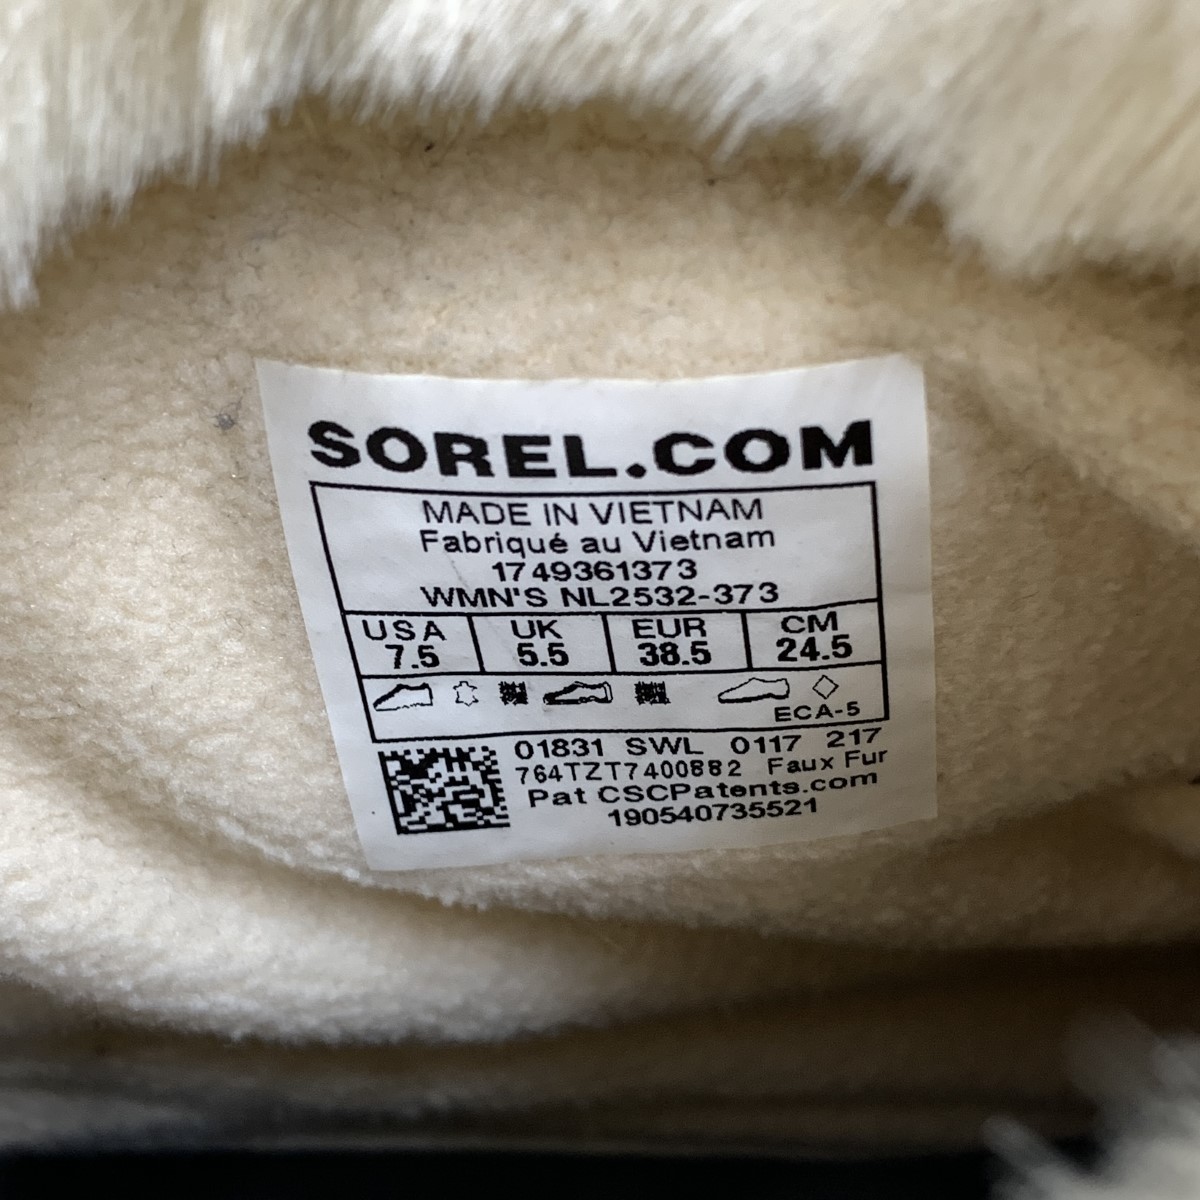 SOREL.COM
MADE IN VIETNAM
Fabriqué au Vietnam
1749361373
WMN'S NL2532-373
USA UK EUR CM
7.5 5.5 38.5 24.5
ECA-5
01831 SWL 0117 217
764TZT7400882 Faux Fur
Pat CSCPatents.com
190540735521